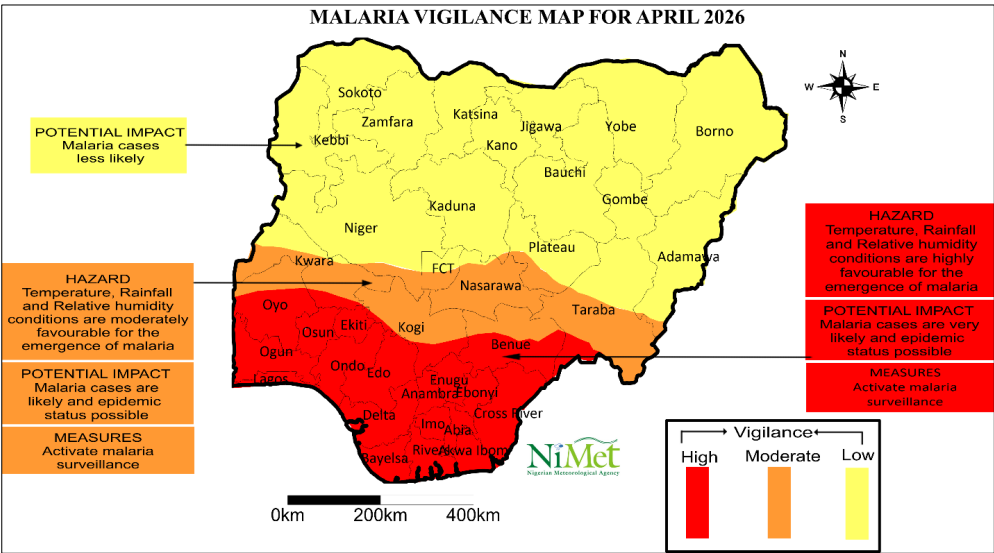 MALARIA VIGILANCE MAP FOR APRIL 2026
N
W E
S
Sokoto
Zamfara
Katsina
Jigawa
Yobe
Borno
Kebbi
Kano
Bauchi
Gombe
Kaduna
Niger
Plateau
Adamawa
FCT
Kwara
Nasarawa
Taraba
Oyo
Osun
Ekiti
Kogi
Benue
Ogun
Ondo
Edo
Lagos
Enugu
Anambra
Ebonyi
Delta
Cross River
Imo
Abia
Bayelsa
Rivers
Akwa Ibom
POTENTIAL IMPACT
Malaria cases
less likely
HAZARD
Temperature, Rainfall
and Relative humidity
conditions are moderately
favourable for the
emergence of malaria
POTENTIAL IMPACT
Malaria cases are
likely and epidemic
status possible
MEASURES
Activate malaria
surveillance
HAZARD
Temperature, Rainfall
and Relative humidity
conditions are highly
favourable for the
emergence of malaria
POTENTIAL IMPACT
Malaria cases are very
likely and epidemic
status possible
MEASURES
Activate malaria
surveillance
NiMet
Nigerian Meteorological Agency
0km 200km 400km
Vigilance
High Moderate Low